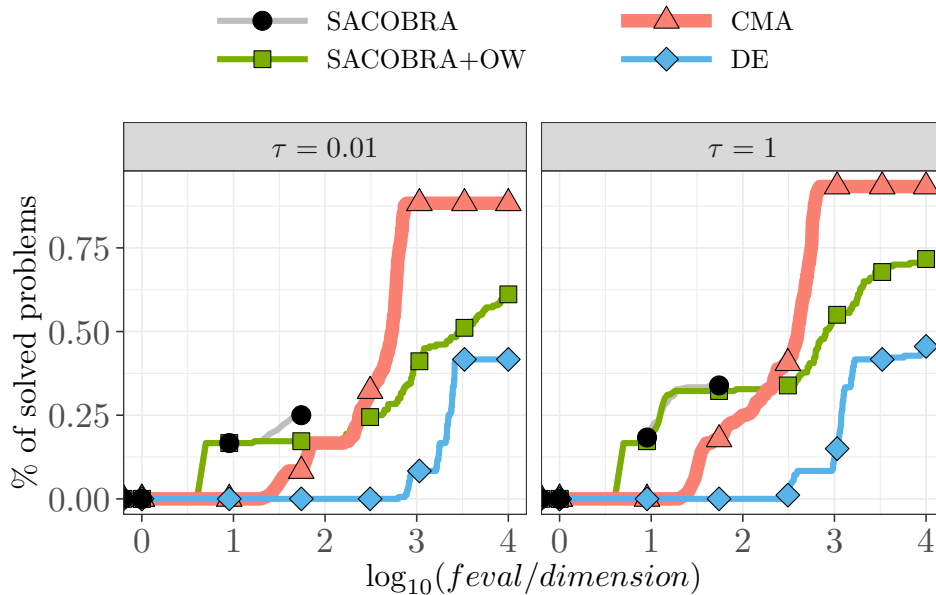 SACOBRA CMA
SACOBRA+OW DE
τ = 0.01 τ = 1
% of solved problems
0.75
0.50
0.25
0.00
0 1 2 3 4 0 1 2 3 4
log₁₀(feval/dimension)